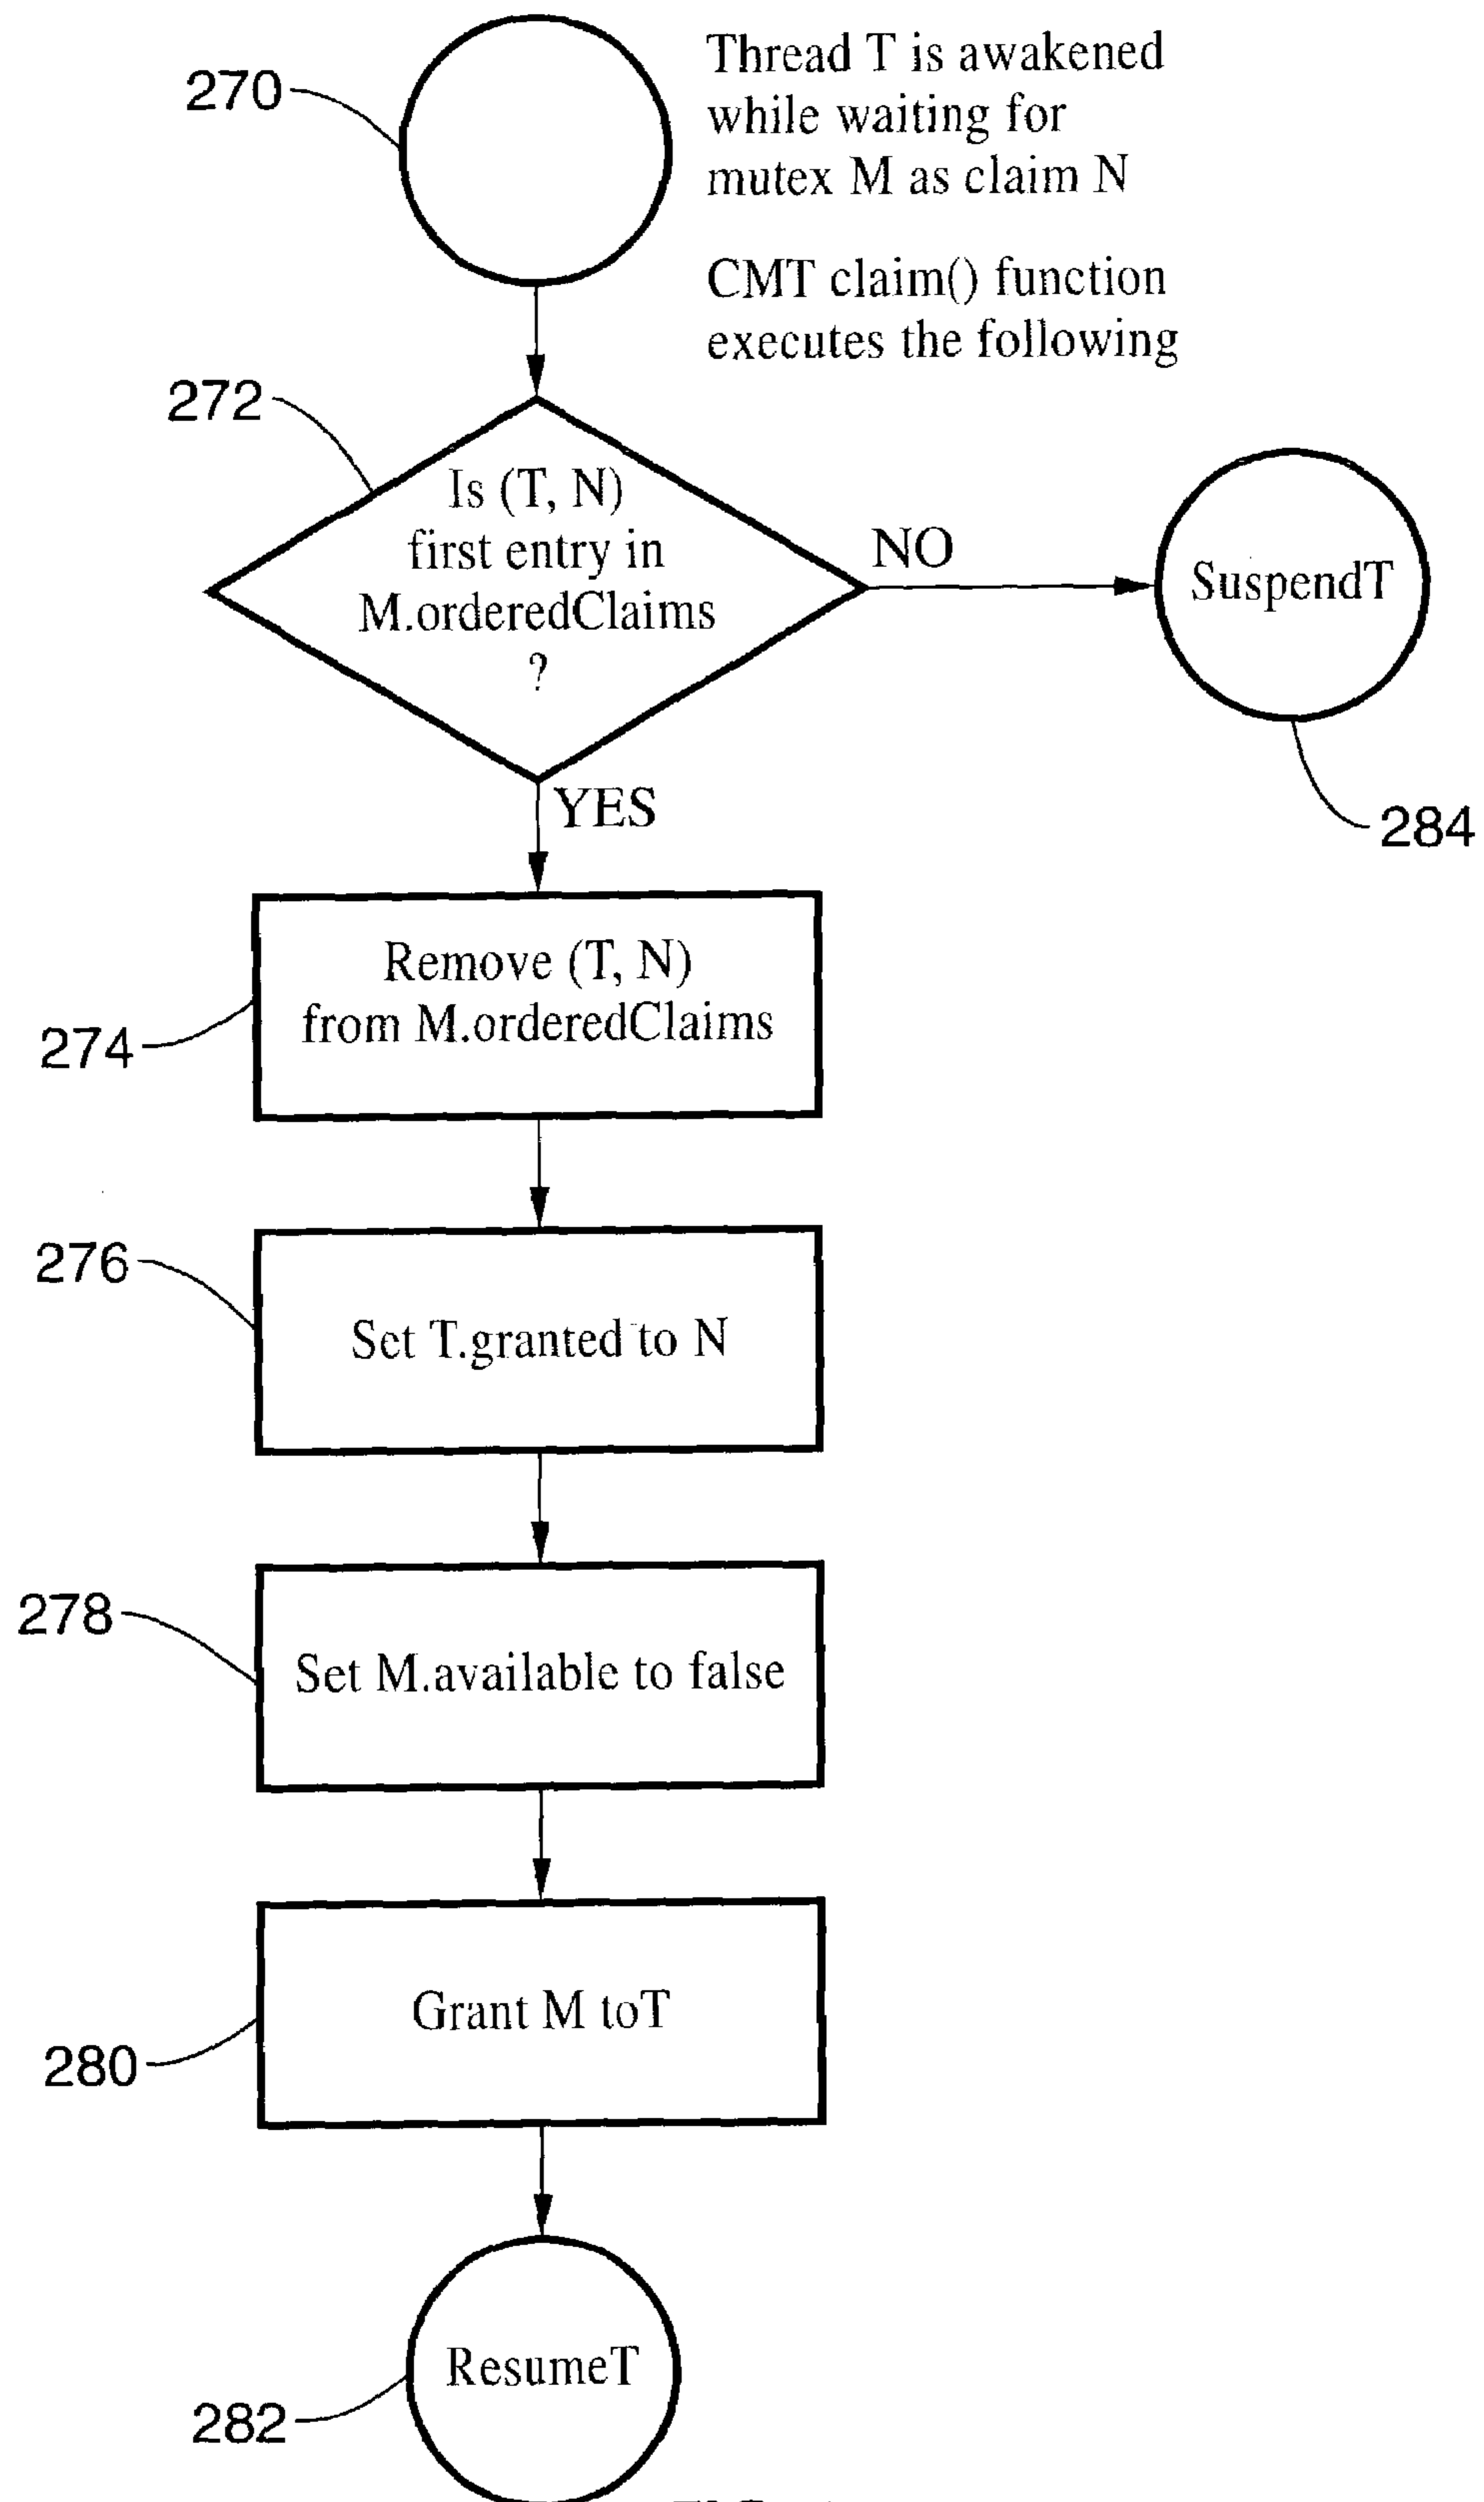 270
Thread T is awakened
while waiting for
mutex M as claim N
CMT claim() function
executes the following
272
Is (T, N)
first entry in
M.orderedClaims
?
NO
SuspendT
284
YES
Remove (T, N)
from M.orderedClaims
274
276
Set T.granted to N
278
Set M.available to false
Grant M toT
280
ResumeT
282